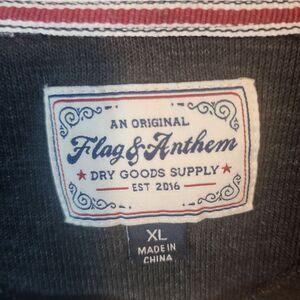 AN ORIGINAL
Flag & Anthem
★ DRY GOODS SUPPLY ★
EST 2016
XL
MADE IN
CHINA